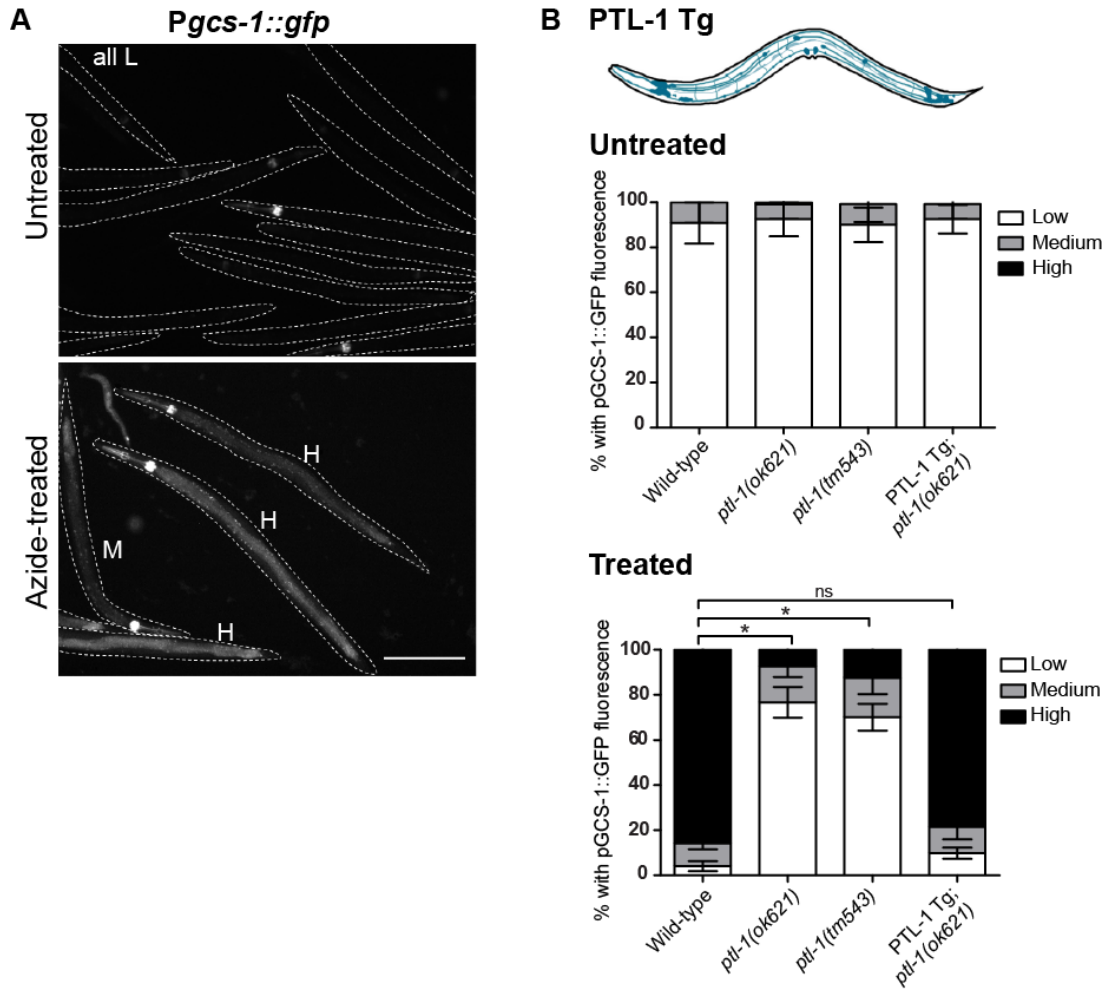 A
Pgcs-1::gfp
Untreated
all L
Azide-treated
H
H
M
H
B
PTL-1 Tg
Untreated
% with pGCS-1::GFP fluorescence
100
80
60
40
20
0
Low
Medium
High
Wild-type
ptl-1(ok621)
ptl-1(tm543)
PTL-1 Tg;
ptl-1(ok621)
Treated
ns
*
*
% with pGCS-1::GFP fluorescence
100
80
60
40
20
0
Low
Medium
High
Wild-type
ptl-1(ok621)
ptl-1(tm543)
PTL-1 Tg;
ptl-1(ok621)